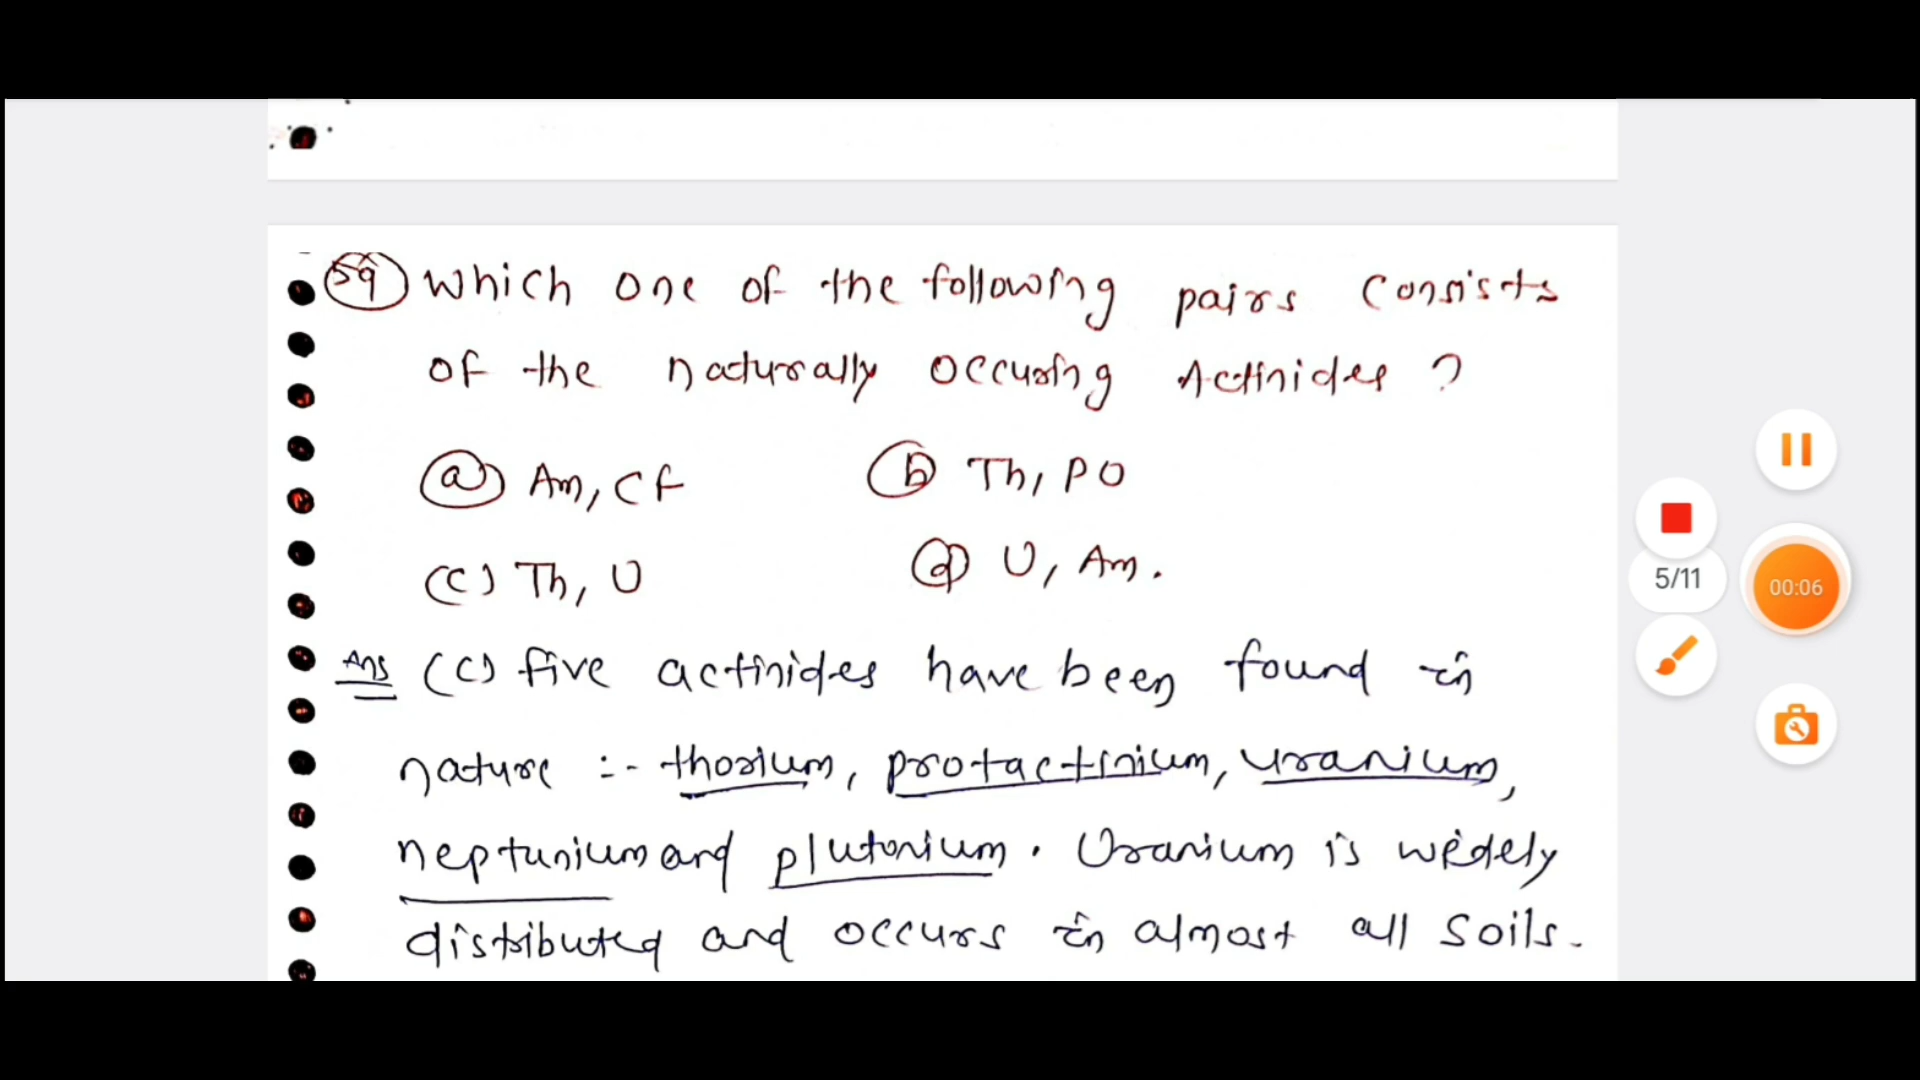 59 Which one of the following pairs consists
of the naturally occuring Actinides ?
(a) Am, Cf
(b) Th, PO
(c) Th, U
(d) U, Am.
Ans (c) five actinides have been found in
nature :- thorium, protactinium, uranium,
neptunium and plutonium. Uranium is widely
distributed and occurs in almost all soils.
5/11
00:06